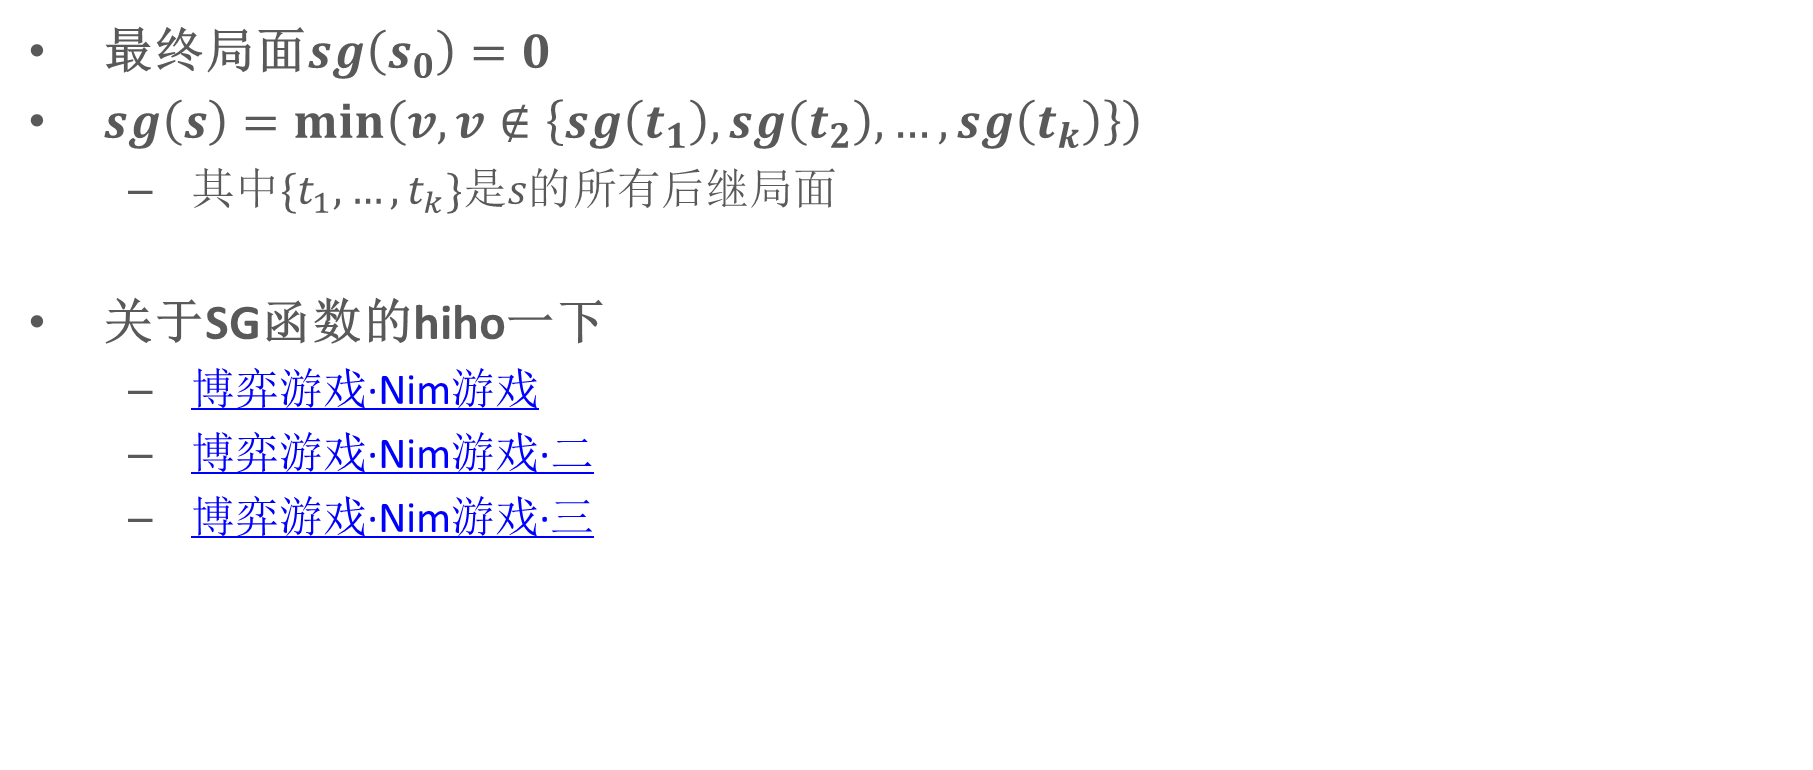 • 最终局面sg(s₀) = 0
• sg(s) = min(v, v ∉ {sg(t₁), sg(t₂), …, sg(tₖ)})
– 其中{t₁, …, tₖ}是s的所有后继局面
• 关于SG函数的hiho一下
– 博弈游戏·Nim游戏
– 博弈游戏·Nim游戏·二
– 博弈游戏·Nim游戏·三